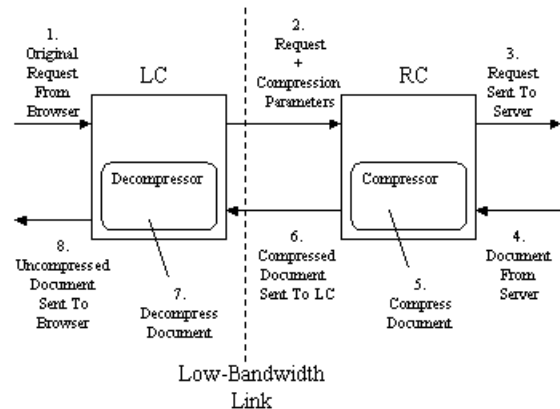 1.
Original
Request
From
Browser
LC
2.
Request
+
Compression
Parameters
RC
3.
Request
Sent To
Server
Decompressor
Compressor
8.
Uncompressed
Document
Sent To
Browser
7.
Decompress
Document
6.
Compressed
Document
Sent To LC
5.
Compress
Document
4.
Document
From
Server
Low-Bandwidth
Link